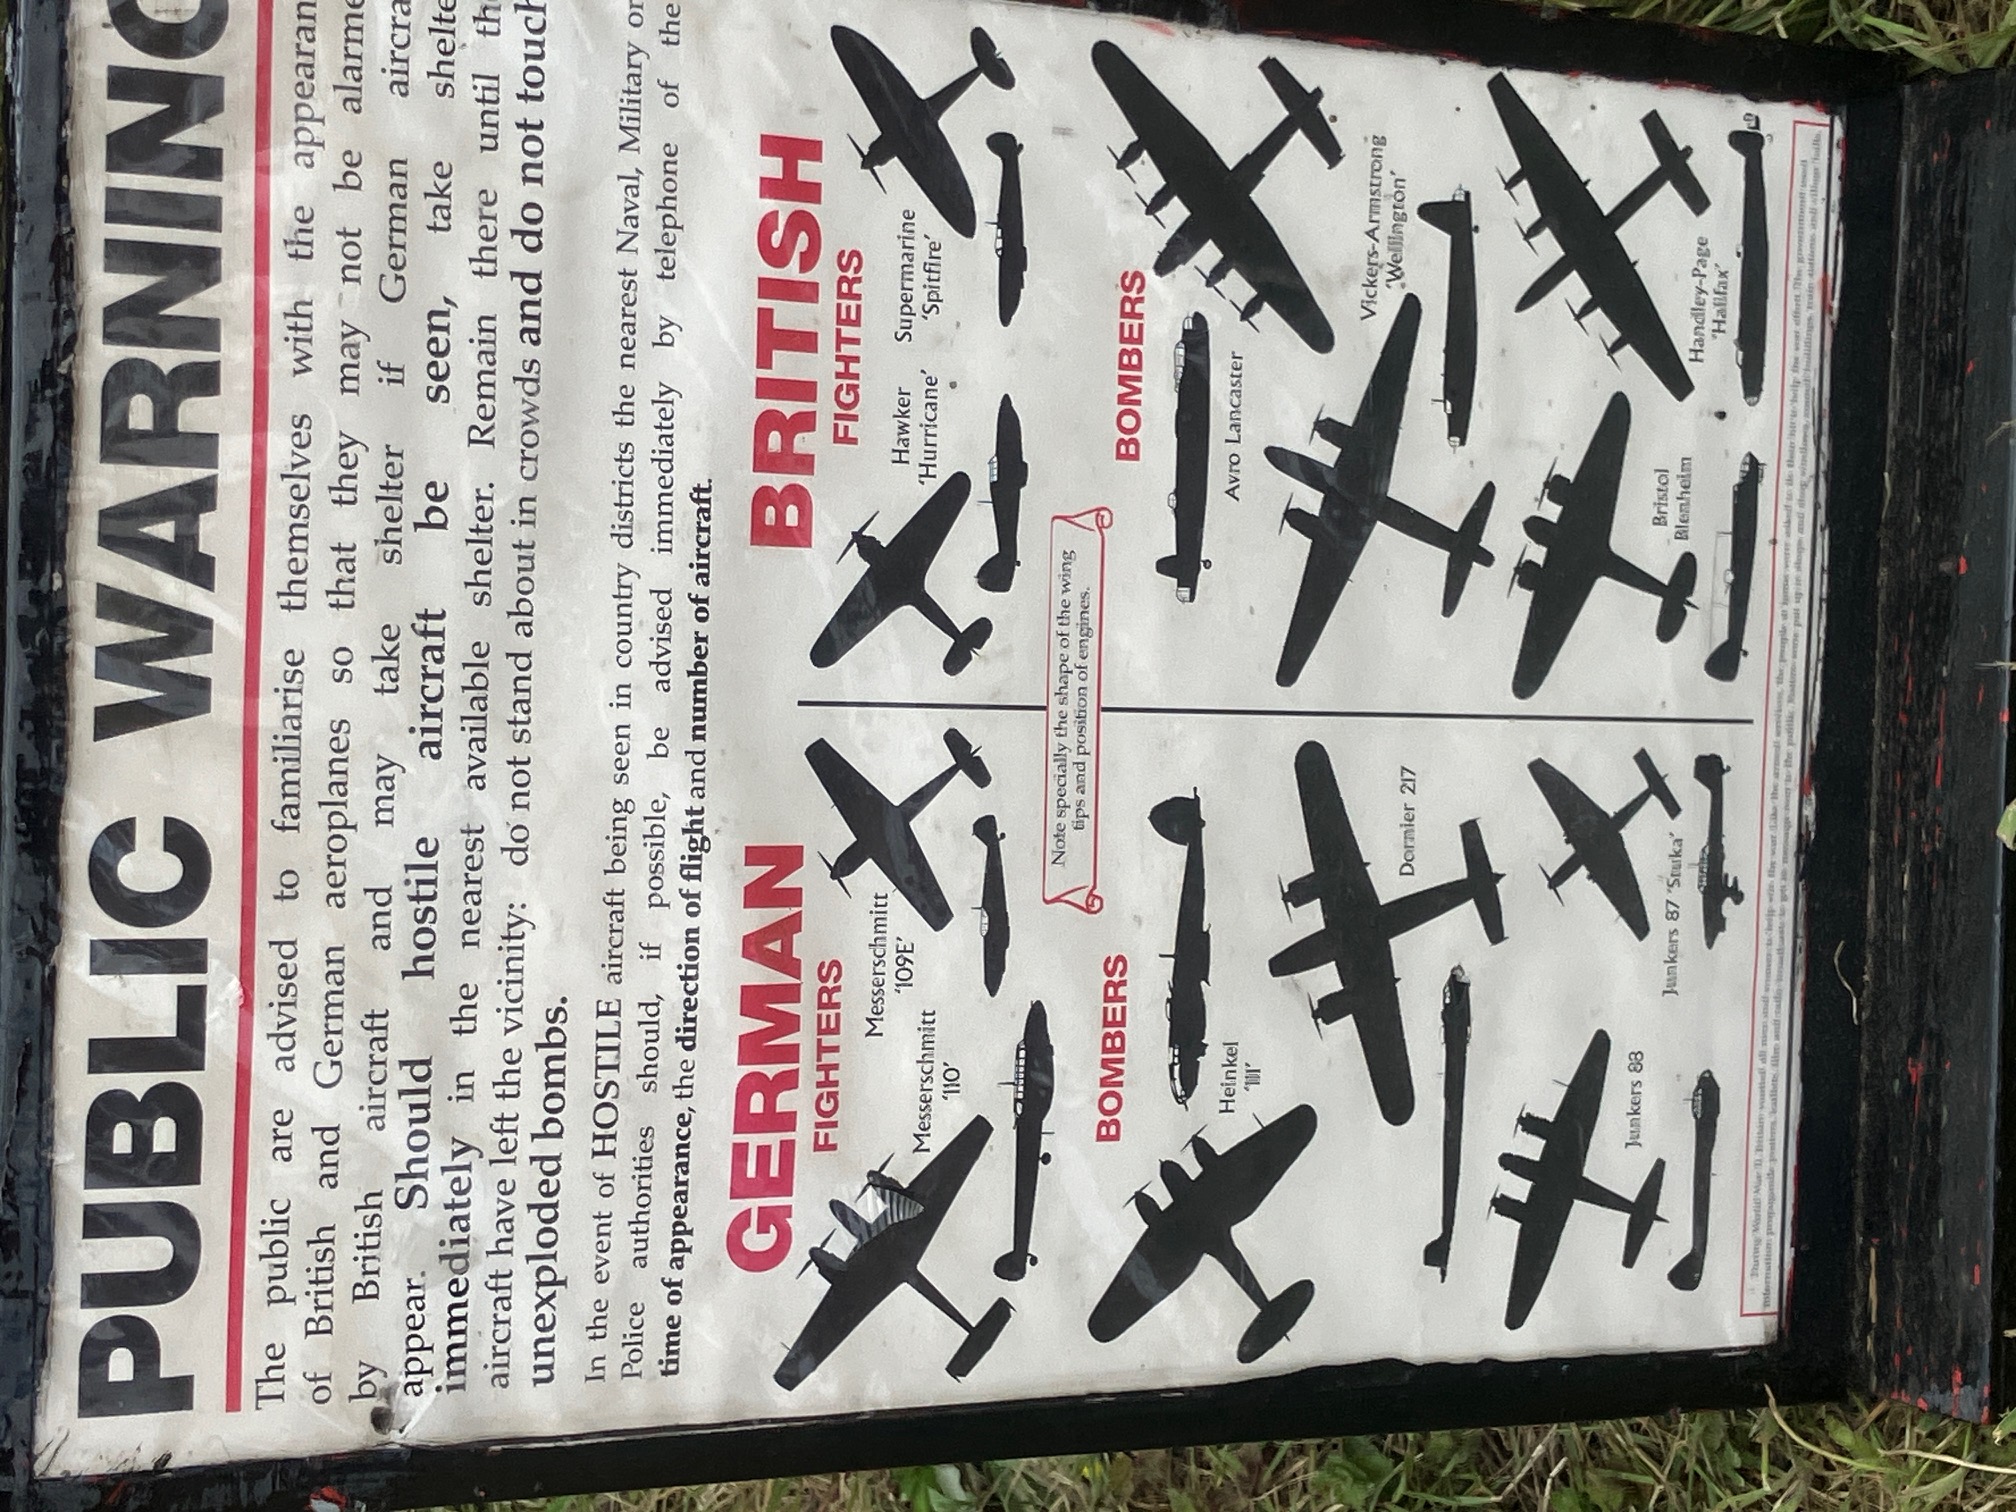 PUBLIC WARNING
The public are advised to familiarise themselves with the
of British and German aeroplanes so that they may not be
by British aircraft and may take shelter if German
appear. Should hostile aircraft be seen, take
immediately in the nearest available shelter. Remain there until
aircraft have left the vicinity: do not stand about in crowds and do not touch
unexploded bombs.
In the event of HOSTILE aircraft being seen in country districts the nearest Naval, Military or
Police authorities should, if possible, be advised immediately by telephone of the
time of appearance, the direction of flight and number of aircraft.
GERMAN
FIGHTERS
Messerschmitt
'109E'
Messerschmitt
'110'
BOMBERS
Heinkel
'111'
Dornier 217
Junkers 87 'Stuka'
Junkers 88
Note specially the shape of the wing
tips and position of engines.
BRITISH
FIGHTERS
Hawker
'Hurricane'
Supermarine
'Spitfire'
BOMBERS
Avro Lancaster
Vickers-Armstrong
'Wellington'
Bristol
Blenheim
Handley-Page
'Halifax'